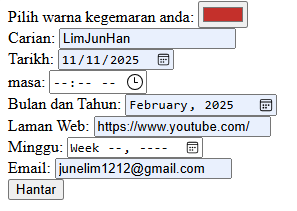 Pilih warna kegemaran anda:
Carian: LimJunHan
Tarikh: 11/11/2025
masa: --:-- --
Bulan dan Tahun: February, 2025
Laman Web: https://www.youtube.com/
Minggu: Week --, ----
Email: junelim1212@gmail.com
Hantar